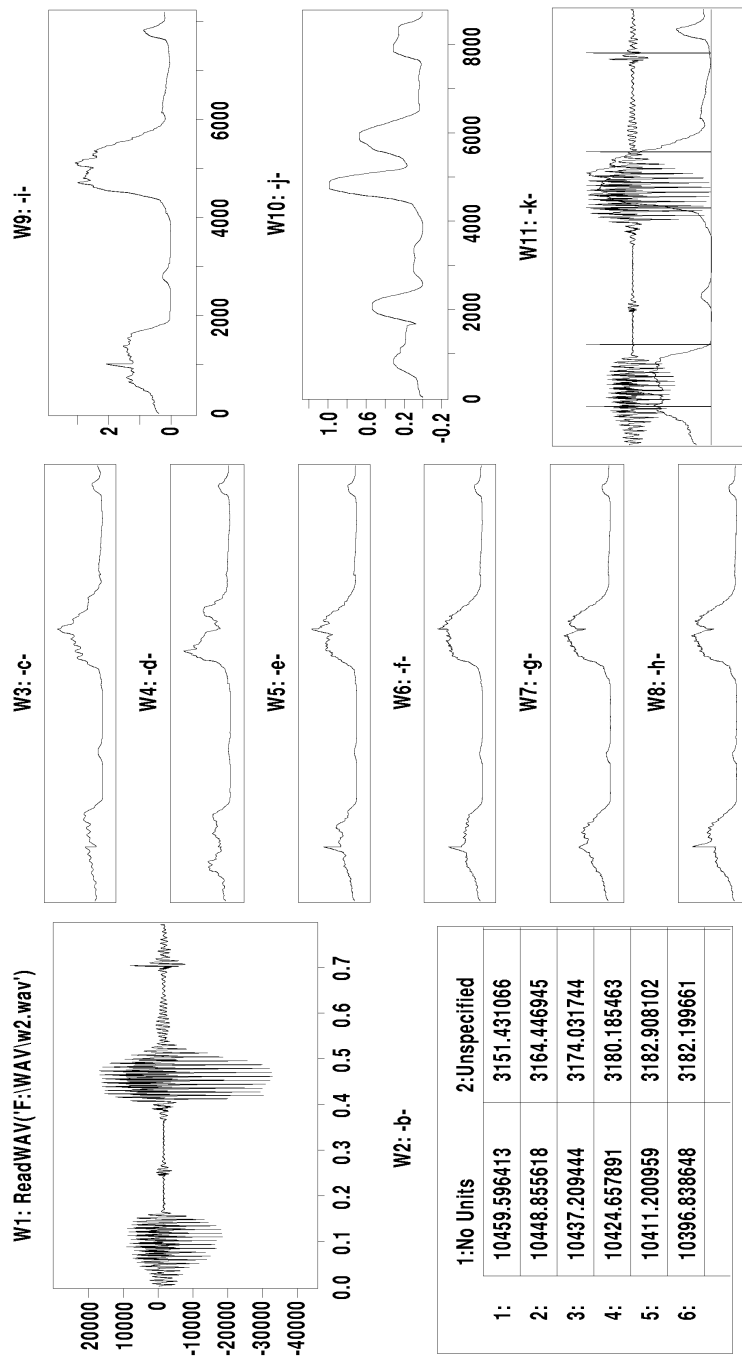 W1: ReadWAV('F:\WAV\w2.wav')
20000
10000
0
-10000
-20000
-30000
-40000
0.0 0.1 0.2 0.3 0.4 0.5 0.6 0.7
W2: -b-
1:No Units 2:Unspecified
1: 10459.596413 3151.431066
2: 10448.855618 3164.446945
3: 10437.209444 3174.031744
4: 10424.657891 3180.185463
5: 10411.200959 3182.908102
6: 10396.838648 3182.199661
W3: -c-
W4: -d-
W5: -e-
W6: -f-
W7: -g-
W8: -h-
W9: -i-
2
0
0 2000 4000 6000
W10: -j-
1.0
0.6
0.2
-0.2
0 2000 4000 6000 8000
W11: -k-